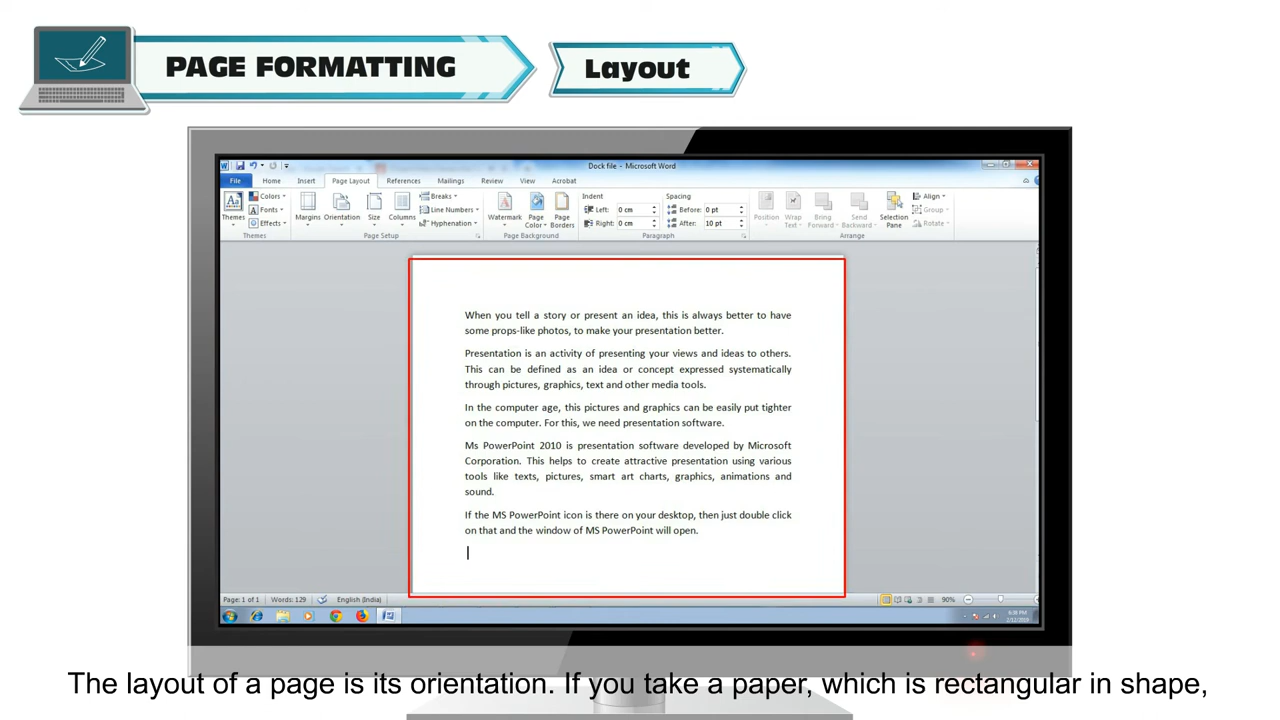 PAGE FORMATTING
Layout
Dock file - Microsoft Word
File Home Insert Page Layout References Mailings Review View Acrobat
Themes Colors Fonts Effects Themes
Margins Orientation Size Columns Breaks Line Numbers Hyphenation Page Setup
Watermark Page Color Page Borders Page Background
Indent Left: 0 cm Right: 0 cm Spacing Before: 0 pt After: 10 pt Paragraph
Position Wrap Text Bring Forward Send Backward Selection Pane Align Group Rotate Arrange
When you tell a story or present an idea, this is always better to have
some props-like photos, to make your presentation better.
Presentation is an activity of presenting your views and ideas to others.
This can be defined as an idea or concept expressed systematically
through pictures, graphics, text and other media tools.
In the computer age, this pictures and graphics can be easily put tighter
on the computer. For this, we need presentation software.
Ms PowerPoint 2010 is presentation software developed by Microsoft
Corporation. This helps to create attractive presentation using various
tools like texts, pictures, smart art charts, graphics, animations and
sound.
If the MS PowerPoint icon is there on your desktop, then just double click
on that and the window of MS PowerPoint will open.
Page: 1 of 1 Words: 129 English (India) 90%
The layout of a page is its orientation. If you take a paper, which is rectangular in shape,